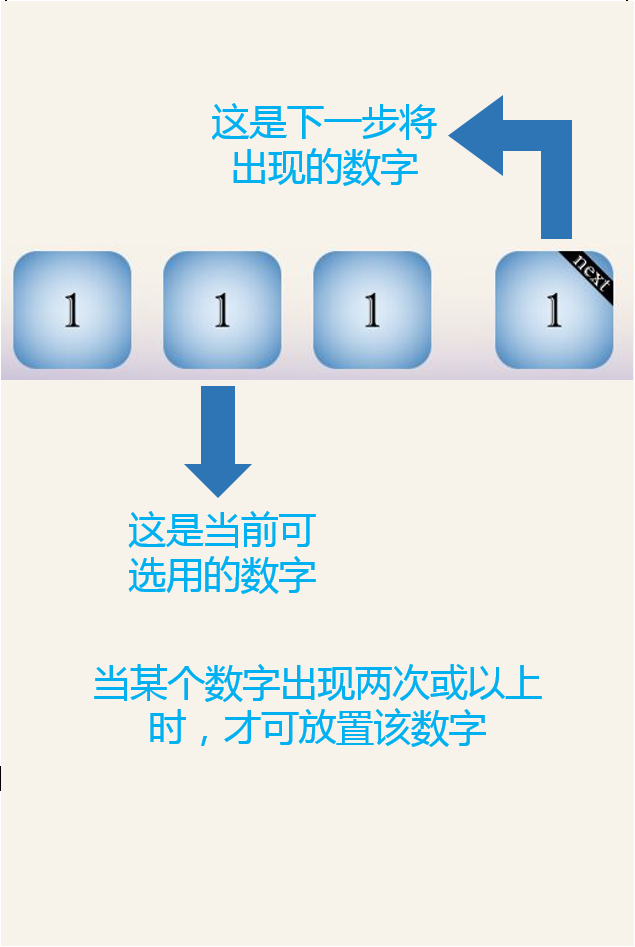 这是下一步将
出现的数字
1
1
1
1
next
这是当前可
选用的数字
当某个数字出现两次或以上
时，才可放置该数字